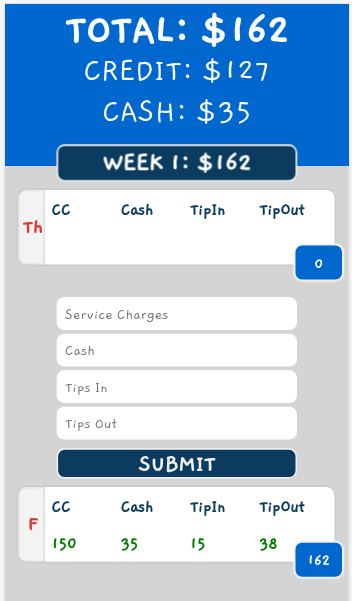 TOTAL: $162
CREDIT: $127
CASH: $35
WEEK 1: $162
CC Cash TipIn TipOut
Th
0
Service Charges
Cash
Tips In
Tips Out
SUBMIT
CC Cash TipIn TipOut
F
150 35 15 38
162